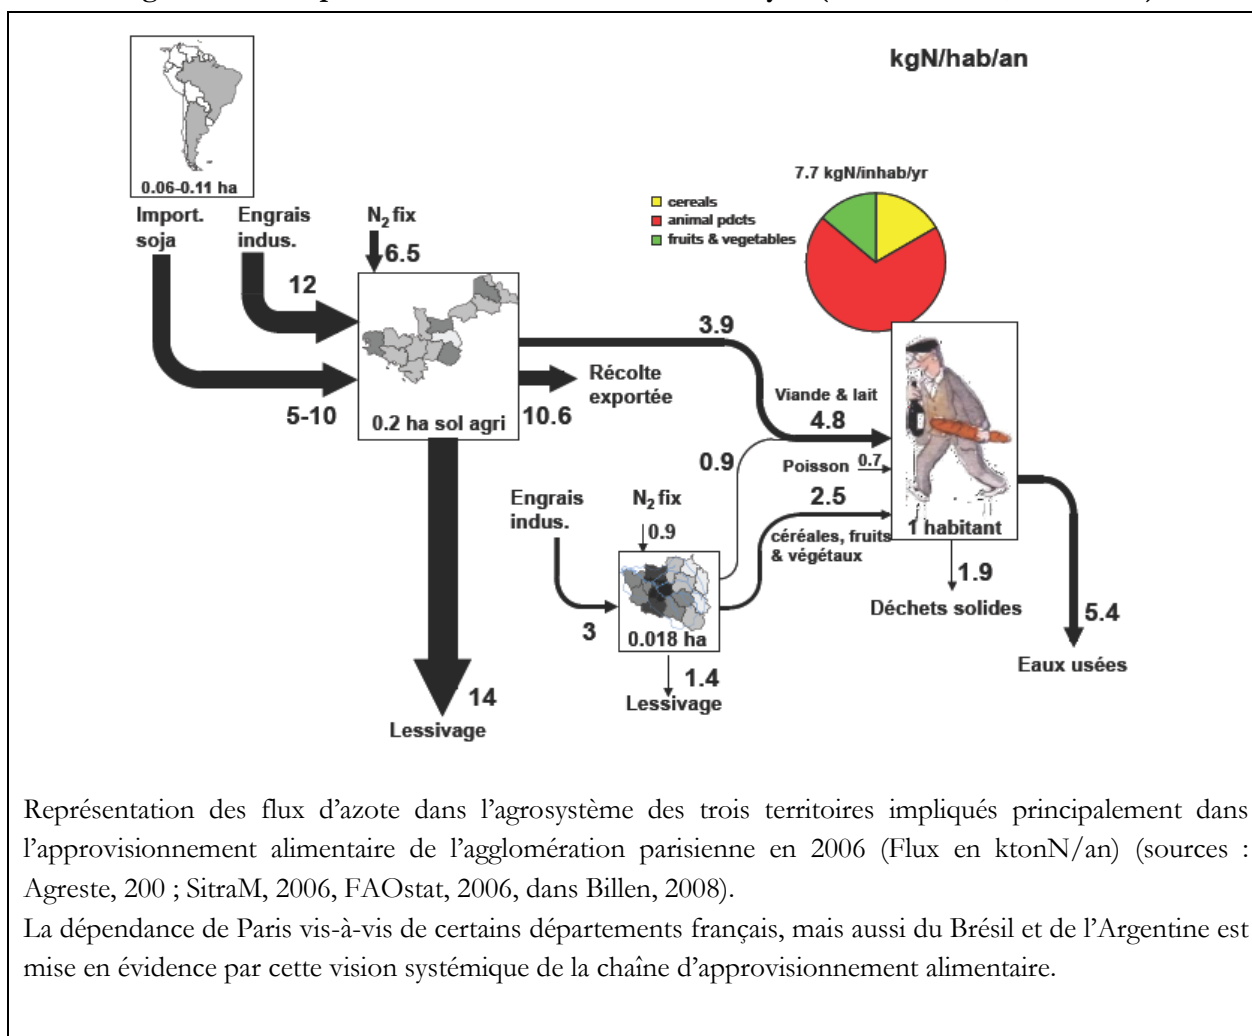 kgN/hab/an
0.06-0.11 ha
Import.
soja
Engrais
indus.
N2 fix
6.5
12
5-10
0.2 ha sol agri
3.9
Récolte
exportée
10.6
14
Lessivage
7.7 kgN/inhab/yr
cereals
animal pdcts
fruits & vegetables
Viande & lait
4.8
0.9
Poisson 0.7
2.5
céréales, fruits
& végétaux
1 habitant
Engrais
indus.
N2 fix
0.9
3
0.018 ha
1.4
Lessivage
1.9
Déchets solides
5.4
Eaux usées
Représentation des flux d'azote dans l'agrosystème des trois territoires impliqués principalement dans
l'approvisionnement alimentaire de l'agglomération parisienne en 2006 (Flux en ktonN/an) (sources :
Agreste, 200 ; SitraM, 2006, FAOstat, 2006, dans Billen, 2008).
La dépendance de Paris vis-à-vis de certains départements français, mais aussi du Brésil et de l'Argentine est
mise en évidence par cette vision systémique de la chaîne d'approvisionnement alimentaire.